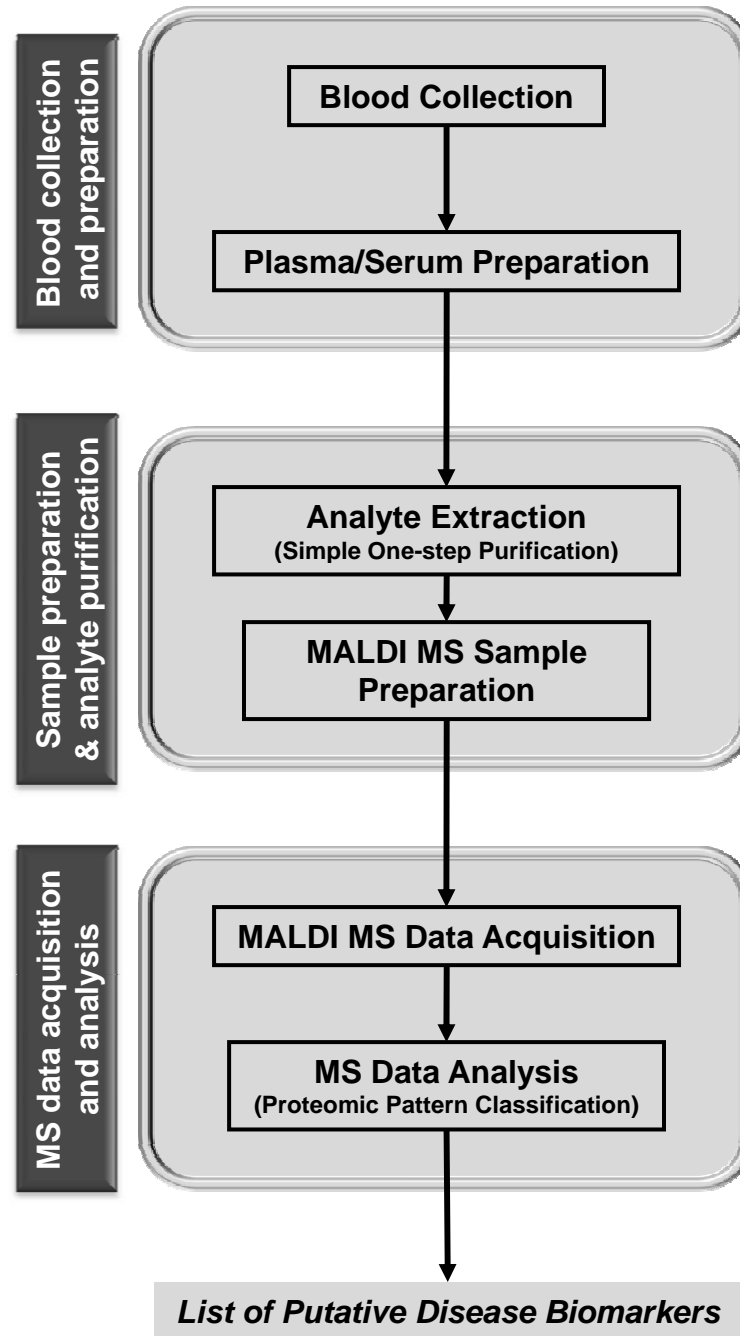 Blood collection
and preparation
Blood Collection
Plasma/Serum Preparation
Sample preparation
& analyte purification
Analyte Extraction
(Simple One-step Purification)
MALDI MS Sample
Preparation
MS data acquisition
and analysis
MALDI MS Data Acquisition
MS Data Analysis
(Proteomic Pattern Classification)
List of Putative Disease Biomarkers